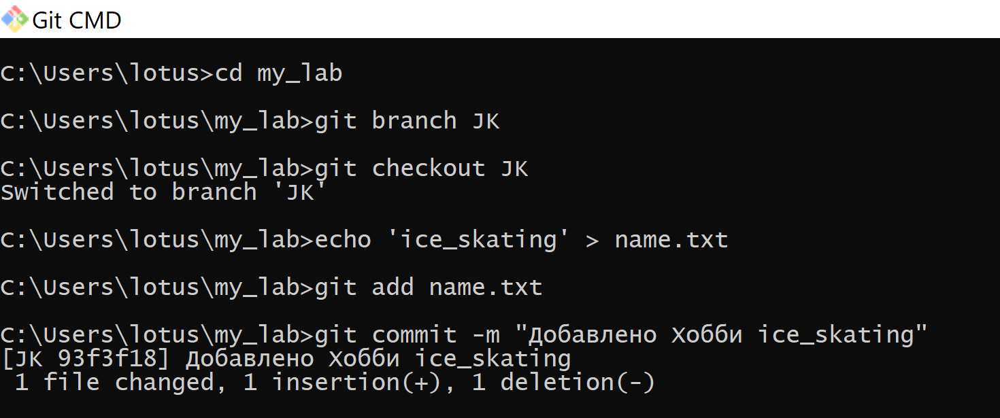 Git CMD
C:\Users\lotus>cd my_lab
C:\Users\lotus\my_lab>git branch JK
C:\Users\lotus\my_lab>git checkout JK
Switched to branch 'JK'
C:\Users\lotus\my_lab>echo 'ice_skating' > name.txt
C:\Users\lotus\my_lab>git add name.txt
C:\Users\lotus\my_lab>git commit -m "Добавлено Хобби ice_skating"
[JK 93f3f18] Добавлено Хобби ice_skating
 1 file changed, 1 insertion(+), 1 deletion(-)